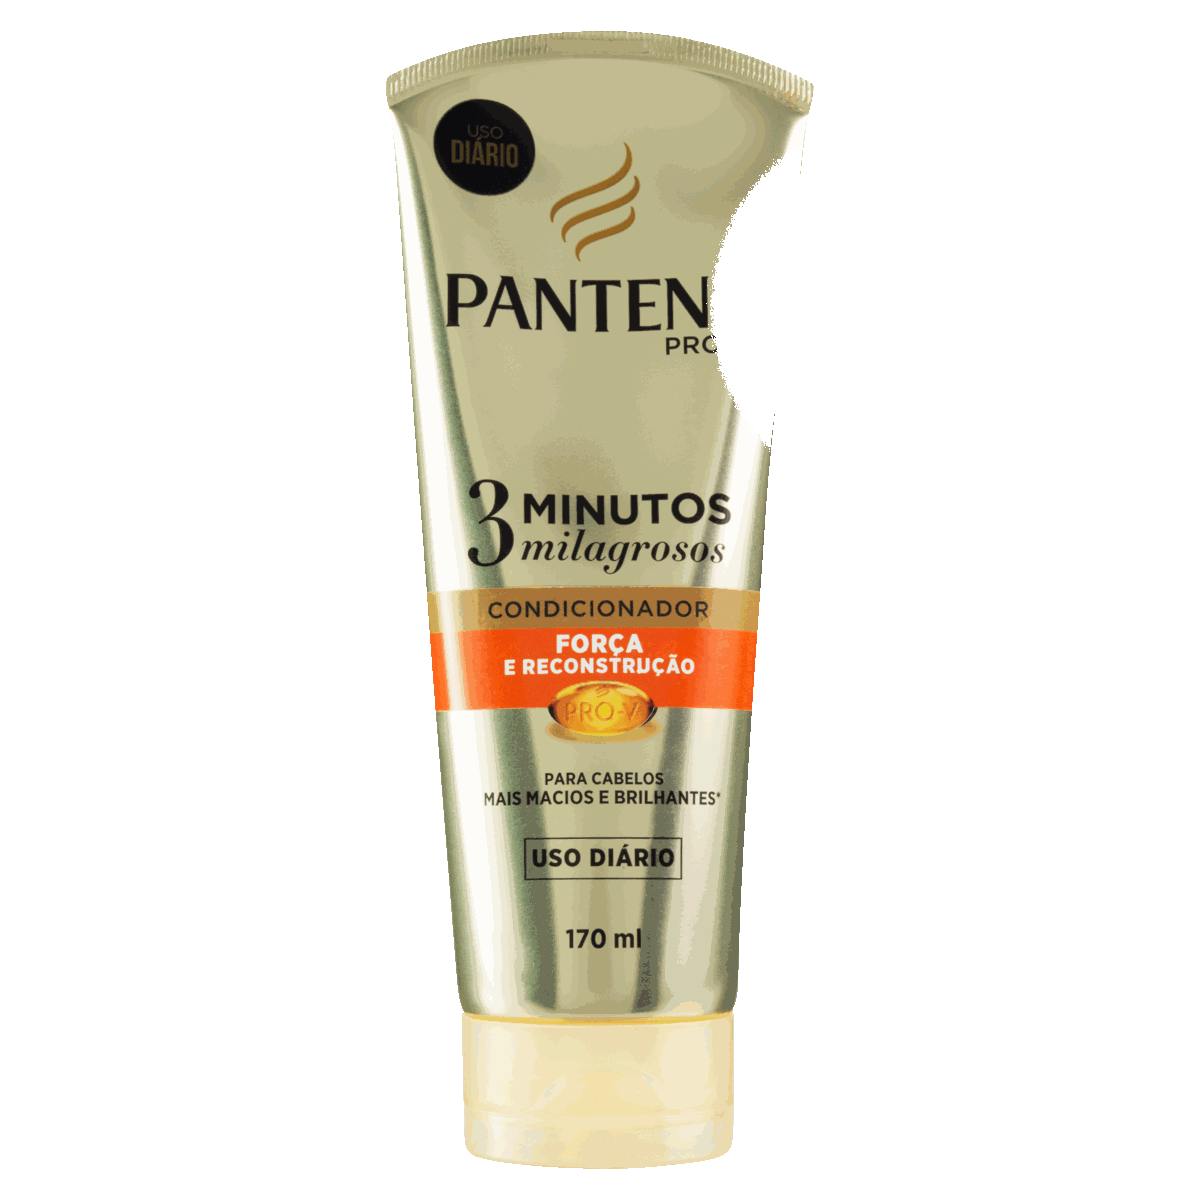 USO
DIÁRIO
PANTEN
PRO
3 MINUTOS
milagrosos
CONDICIONADOR
FORÇA
E RECONSTRUÇÃO
PRO-V
PARA CABELOS
MAIS MACIOS E BRILHANTES*
USO DIÁRIO
170 ml